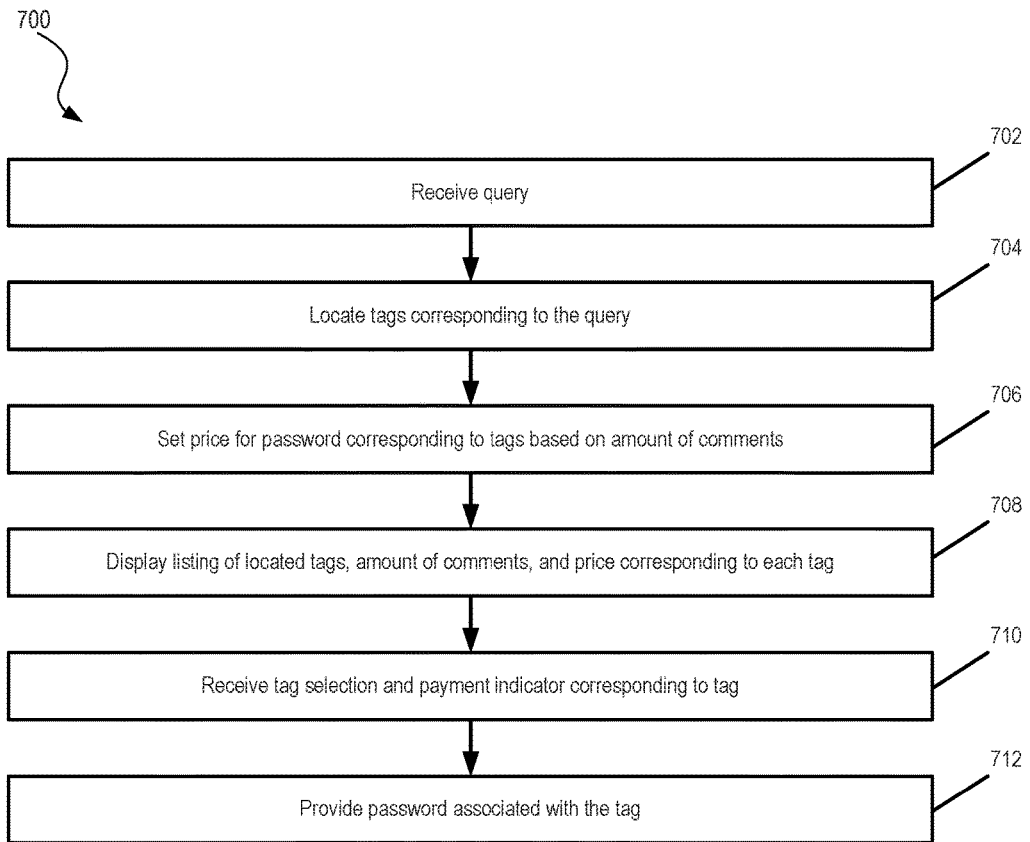 700
702
Receive query
704
Locate tags corresponding to the query
706
Set price for password corresponding to tags based on amount of comments
708
Display listing of located tags, amount of comments, and price corresponding to each tag
710
Receive tag selection and payment indicator corresponding to tag
712
Provide password associated with the tag